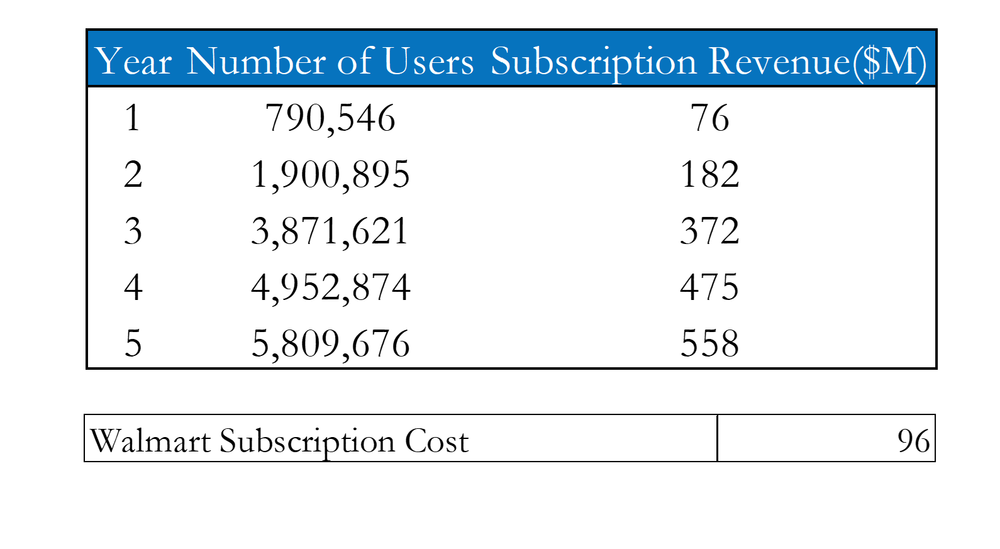 Year Number of Users Subscription Revenue($M)
1 790,546 76
2 1,900,895 182
3 3,871,621 372
4 4,952,874 475
5 5,809,676 558
Walmart Subscription Cost 96